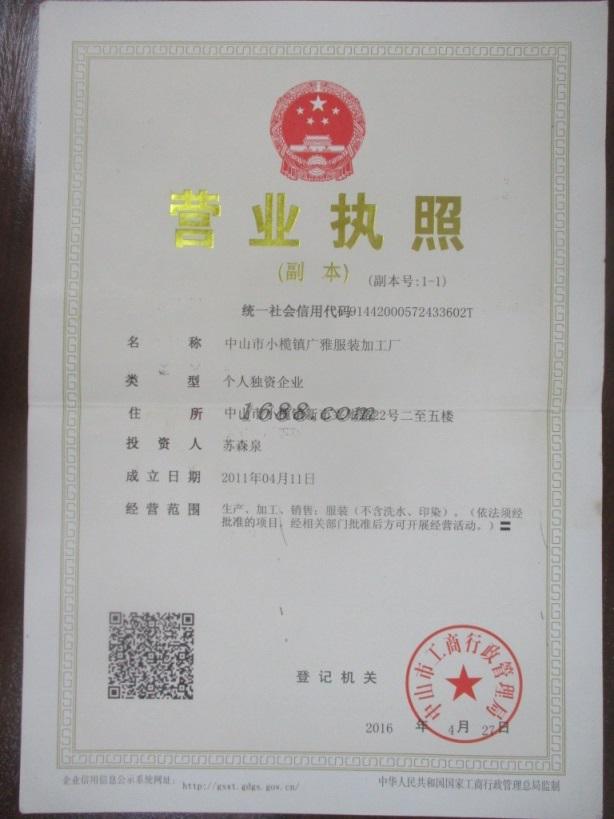 营业执照
(副 本)
(副本号:1-1)
统一社会信用代码91442000572433602T
名 称 中山市小榄镇广雅服装加工厂
类 型 个人独资企业
住 所 中山市小榄镇新 22号二至五楼
1688.com
投 资 人 苏森泉
成 立 日 期 2011年04月11日
经 营 范 围 生产、加工、销售：服装（不含洗水、印染）。（依法须经
批准的项目，经相关部门批准后方可开展经营活动。）
登 记 机 关
中山市工商行政管理局
2016 年 4月 27日
企业信用信息公示系统网址： http://gsxt.gdgs.gov.cn/
中华人民共和国国家工商行政管理总局监制